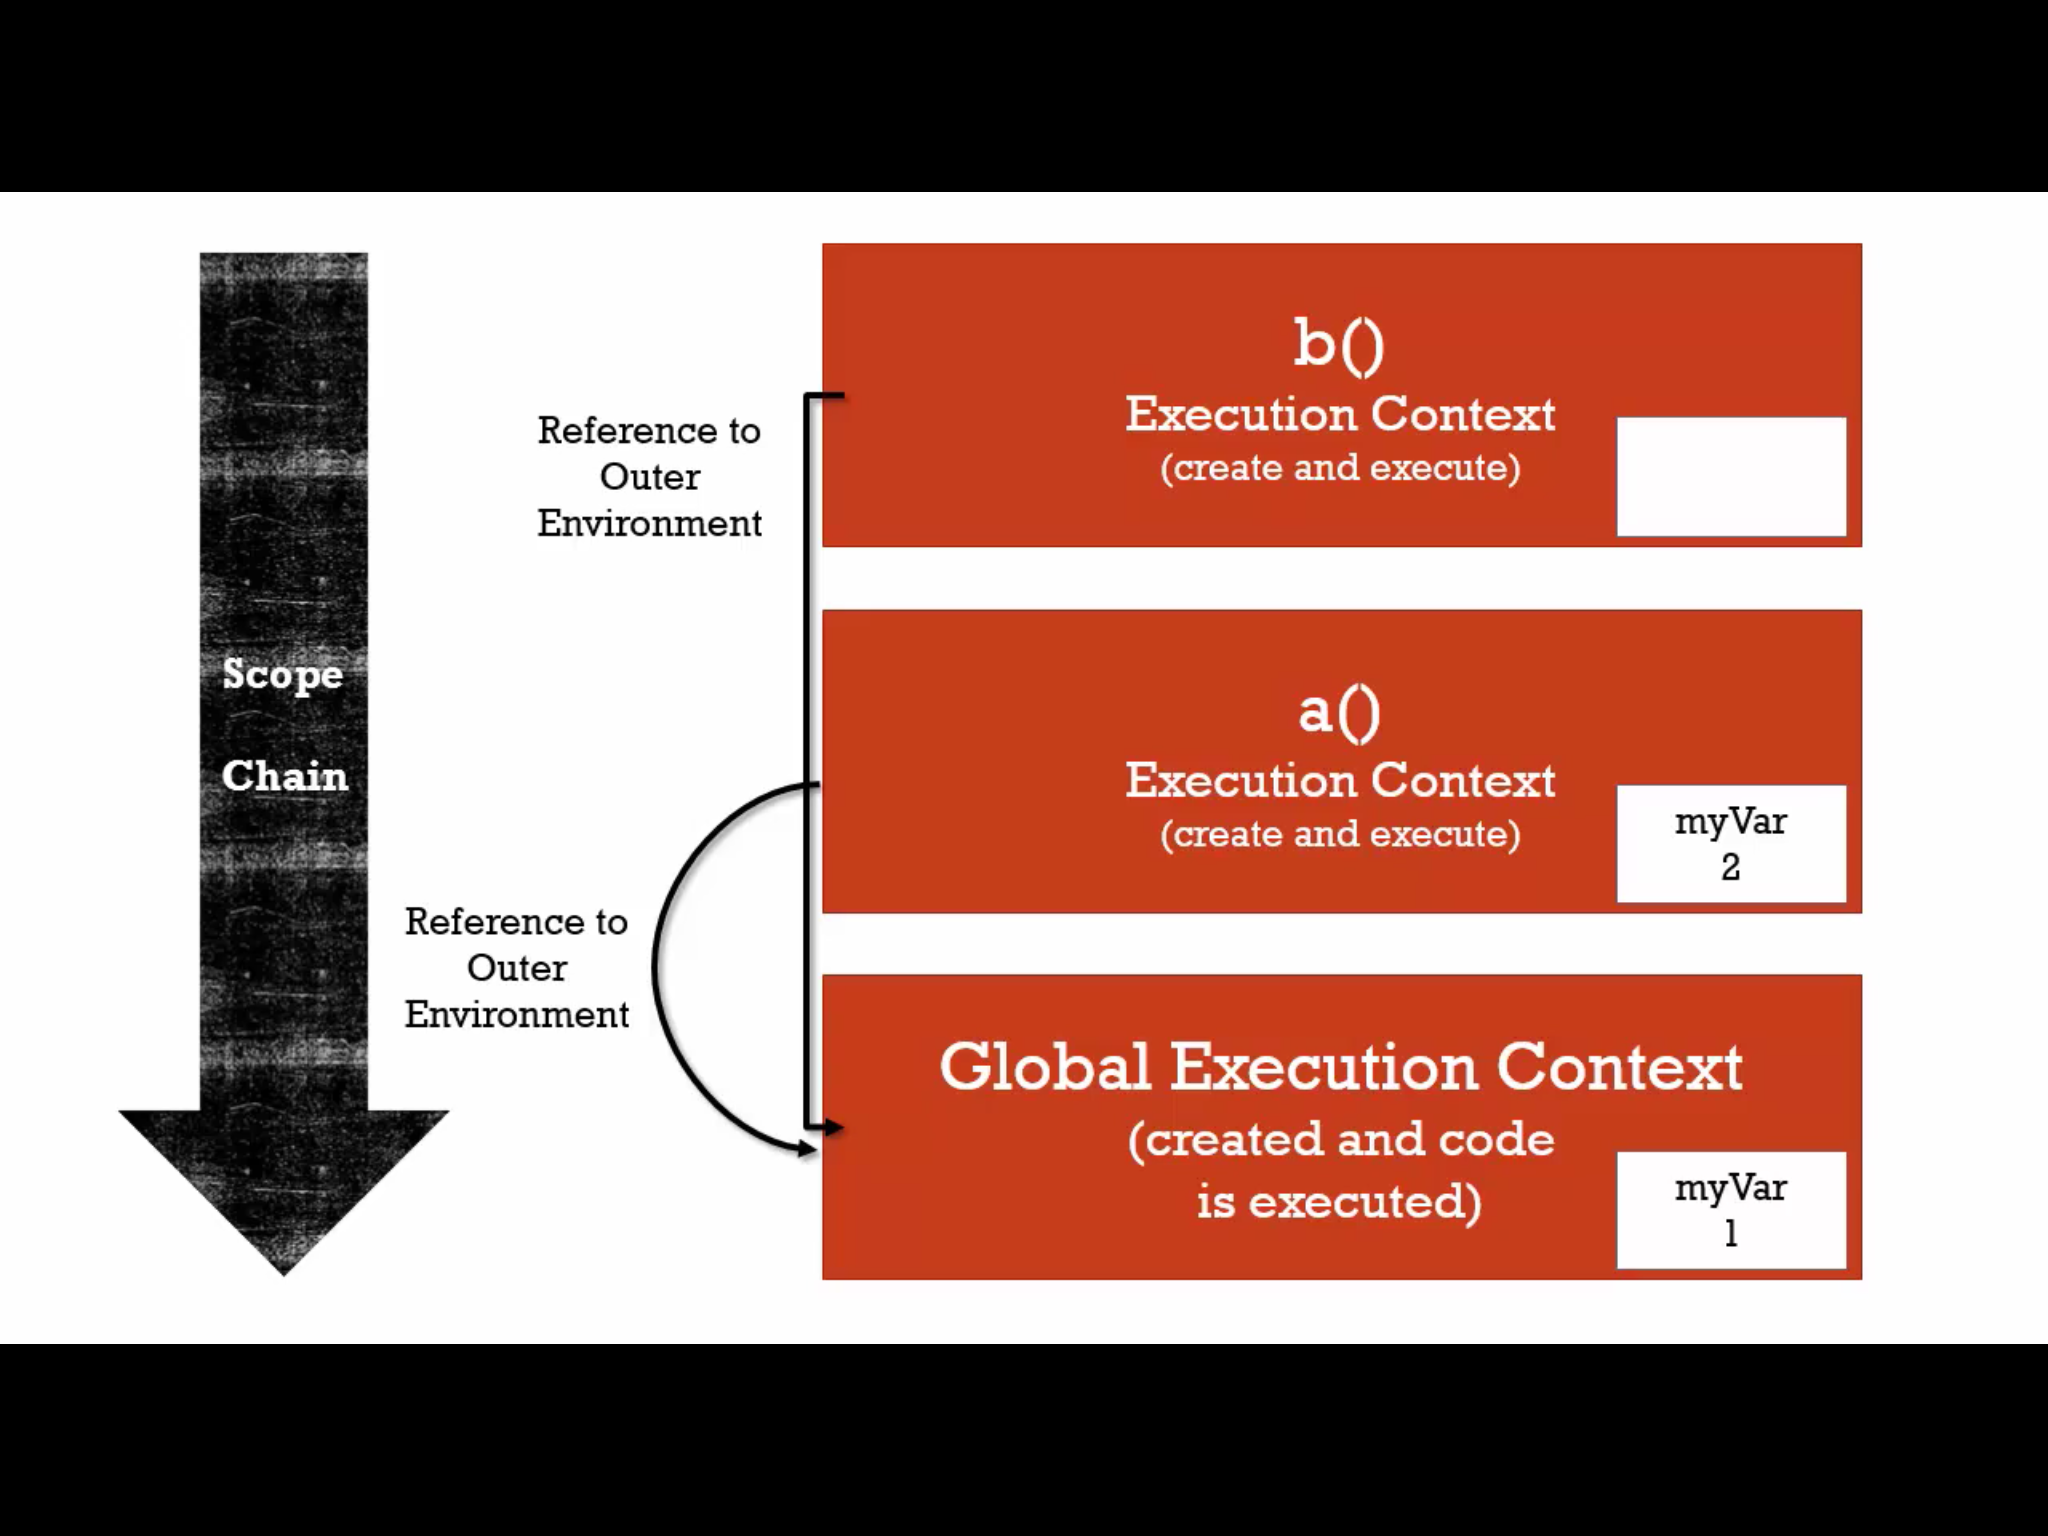 b()
Execution Context
(create and execute)
Reference to
Outer
Environment
Scope
Chain
a()
Execution Context
(create and execute)
myVar
2
Reference to
Outer
Environment
Global Execution Context
(created and code
is executed)
myVar
1